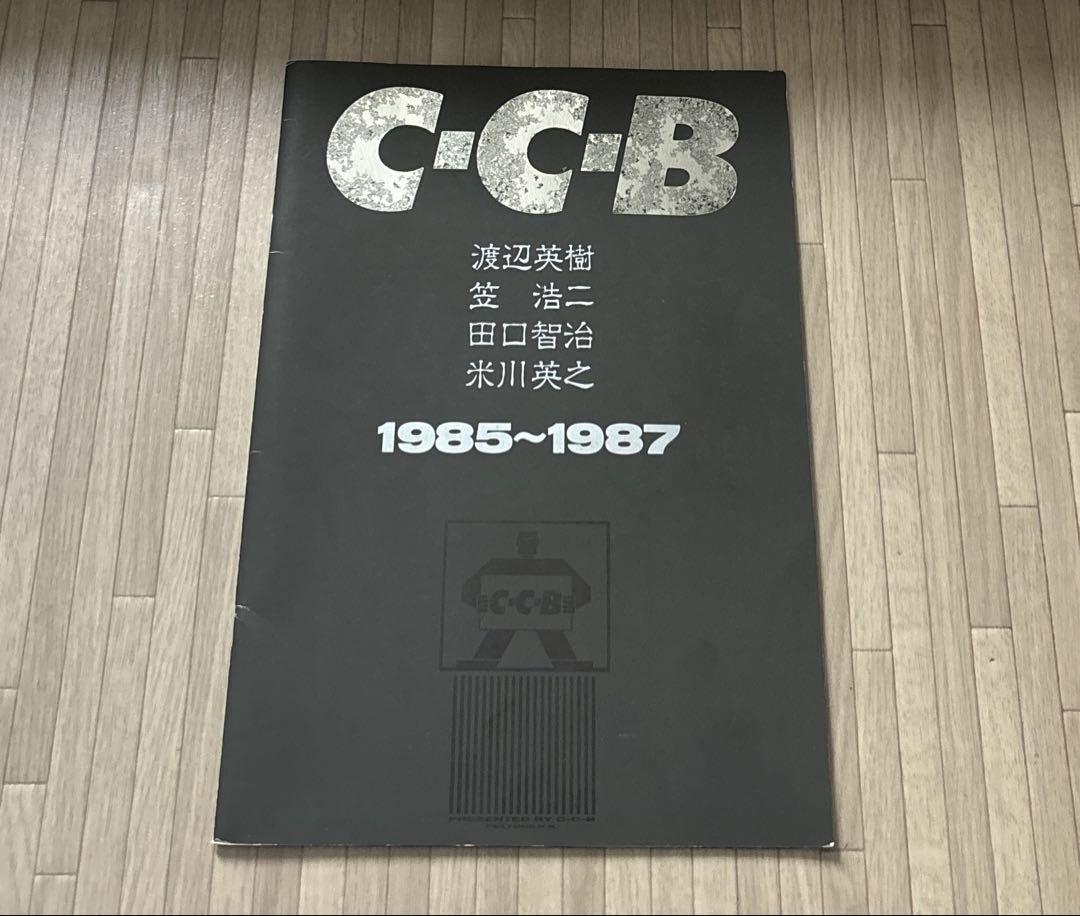 C-C-B
渡辺英樹
笠　浩二
田口智治
米川英之
1985~1987
C-C-B
PRESENTED BY C-C-B